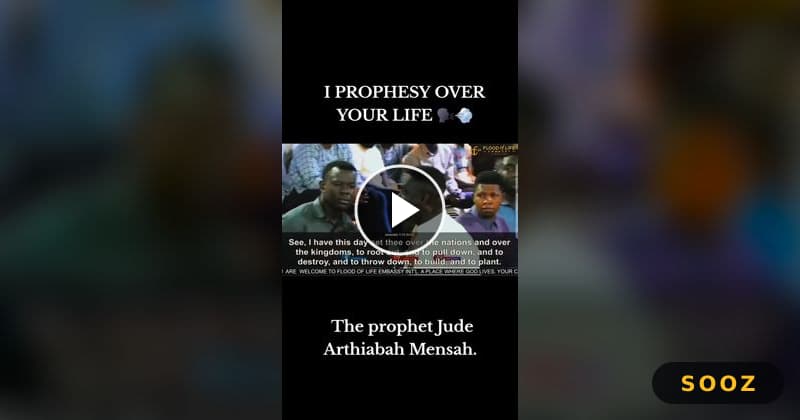 I PROPHESY OVER
YOUR LIFE 🗣️💨
FLOOD OF LIFE
See, I have this day set thee over the nations and over
the kingdoms, to root out, and to pull down, and to
destroy, and to throw down, to build, and to plant.
ARE WELCOME TO FLOOD OF LIFE EMBASSY INT'L, A PLACE WHERE GOD LIVES, YOUR C
The prophet Jude
Arthiabah Mensah.
SOOZ